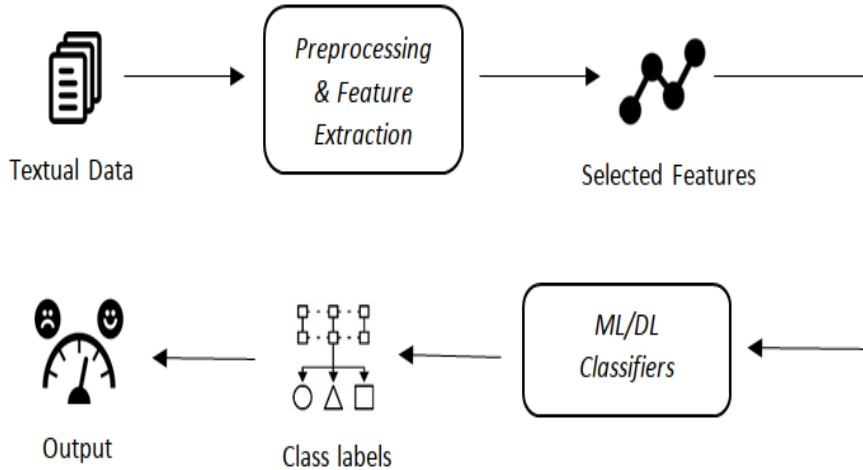 Preprocessing
& Feature
Extraction
Textual Data
Selected Features
ML/DL
Classifiers
Output
Class labels